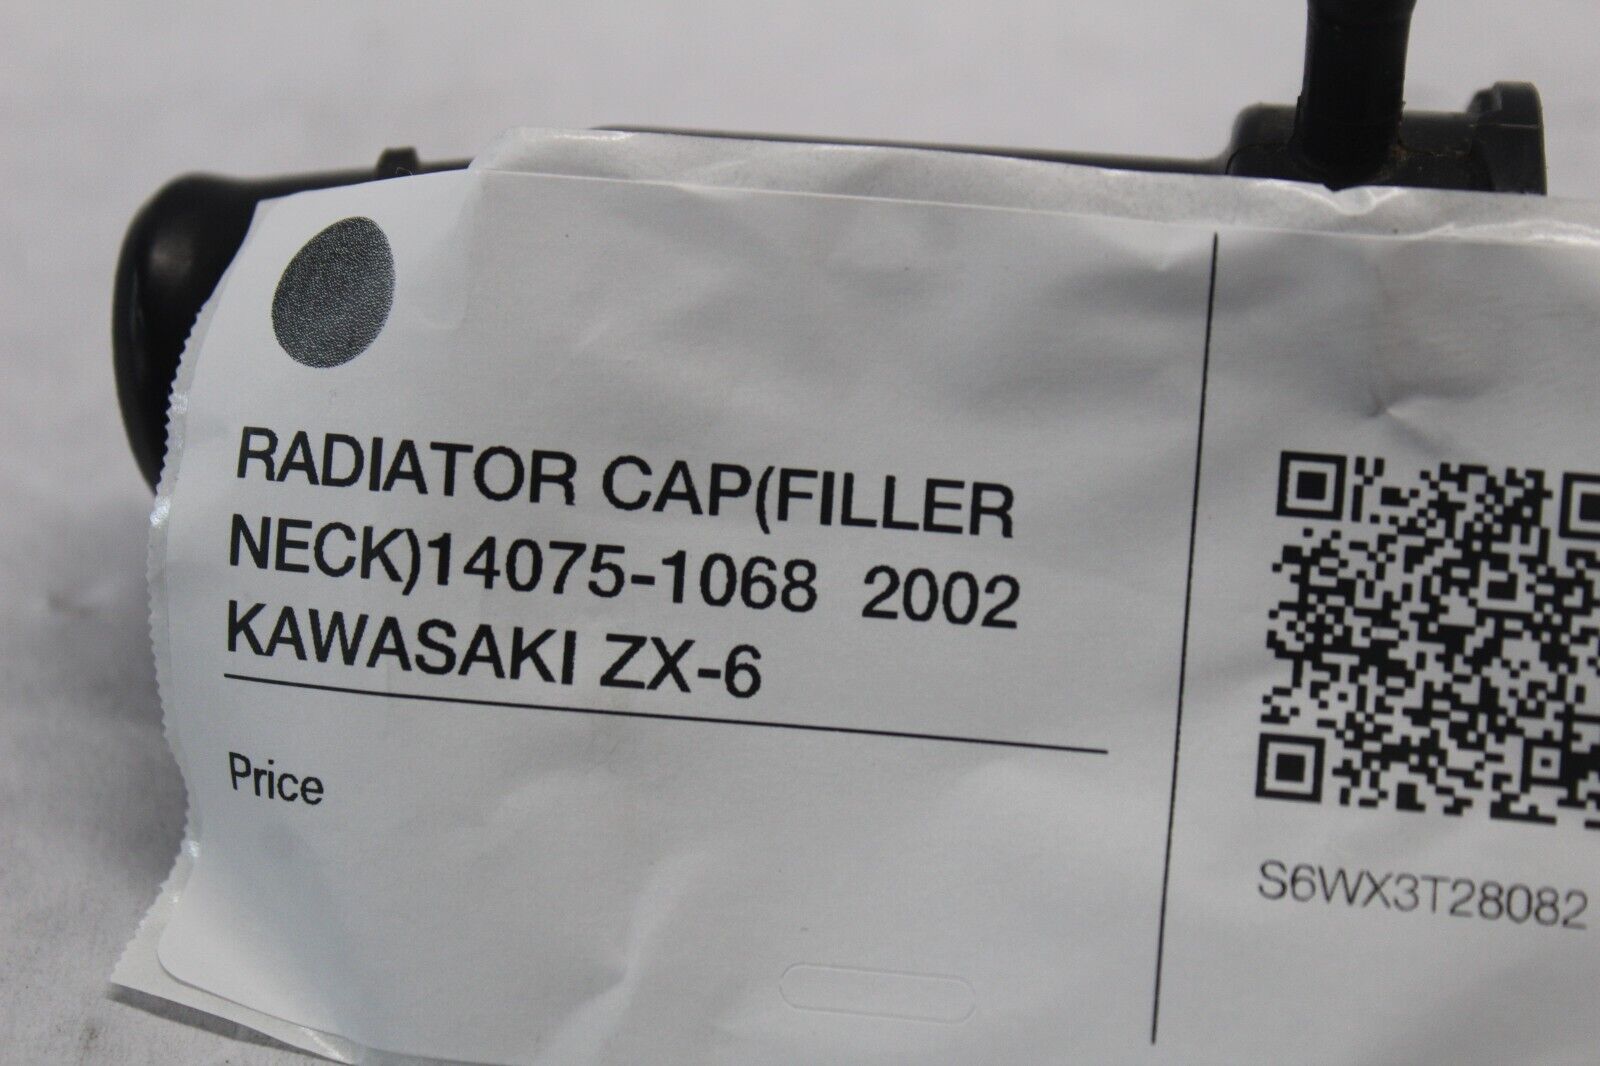 RADIATOR CAP(FILLER
NECK)14075-1068  2002
KAWASAKI ZX-6
Price
S6WX3T28082